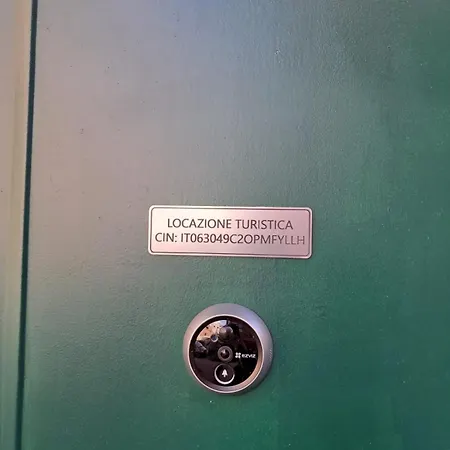 LOCAZIONE TURISTICA
CIN: IT063049C2OPMFYLLH
EZVIZ